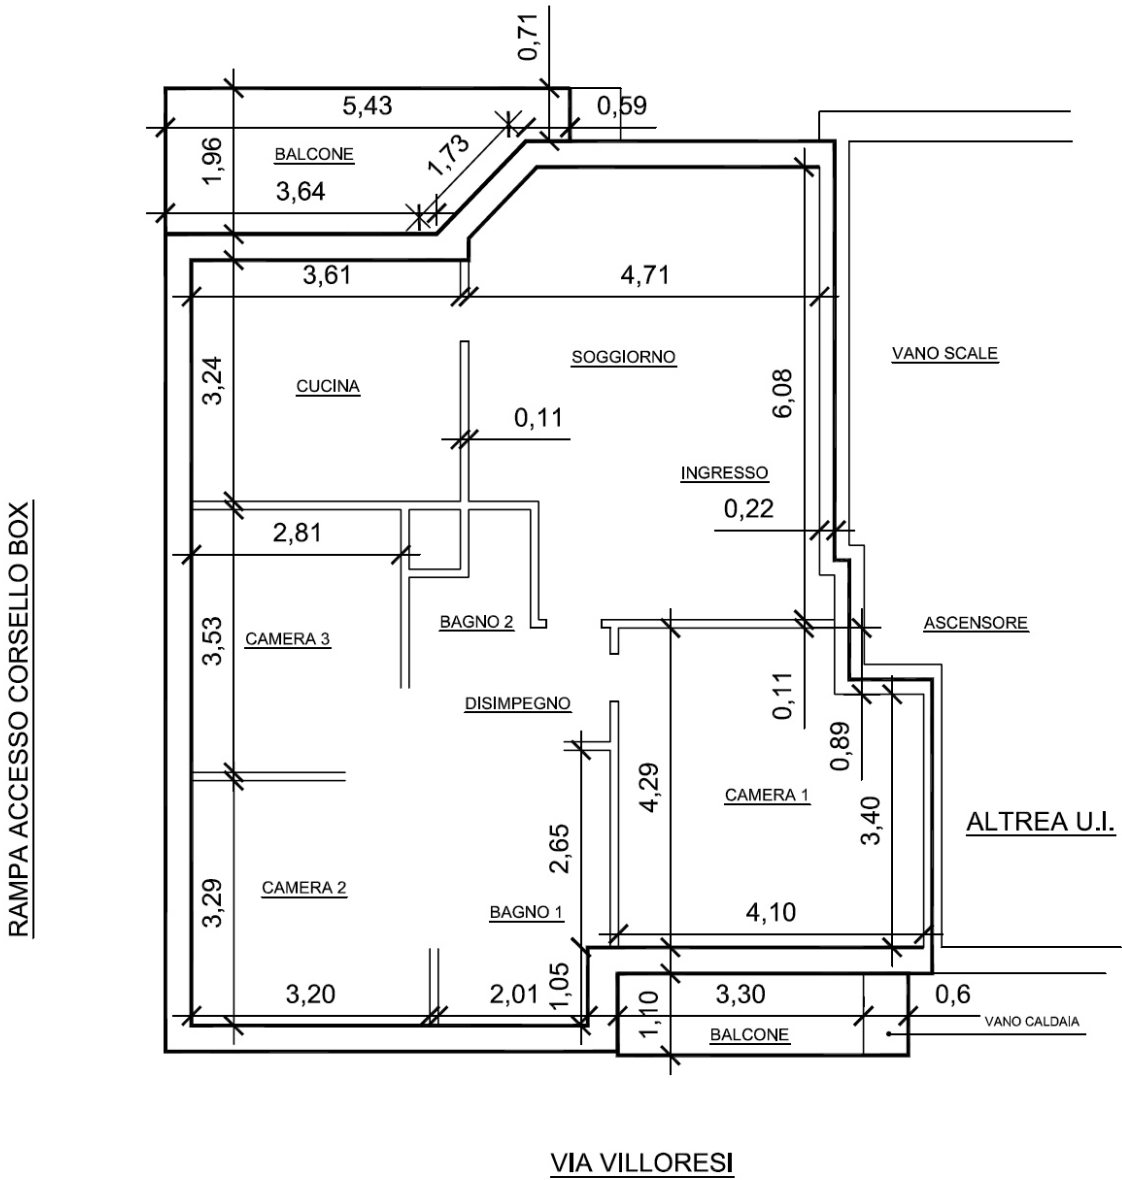 0,71
5,43
0,59
1,96
BALCONE
1,73
3,64
3,61
4,71
SOGGIORNO
VANO SCALE
3,24
CUCINA
6,08
0,11
INGRESSO
0,22
2,81
RAMPA ACCESSO CORSELLO BOX
3,53
CAMERA 3
BAGNO 2
ASCENSORE
DISIMPEGNO
0,11
0,89
4,29
CAMERA 1
3,40
ALTREA U.I.
2,65
3,29
CAMERA 2
BAGNO 1
4,10
3,20
2,01
1,05
1,10
3,30
0,6
VANO CALDAIA
BALCONE
VIA VILLORESI